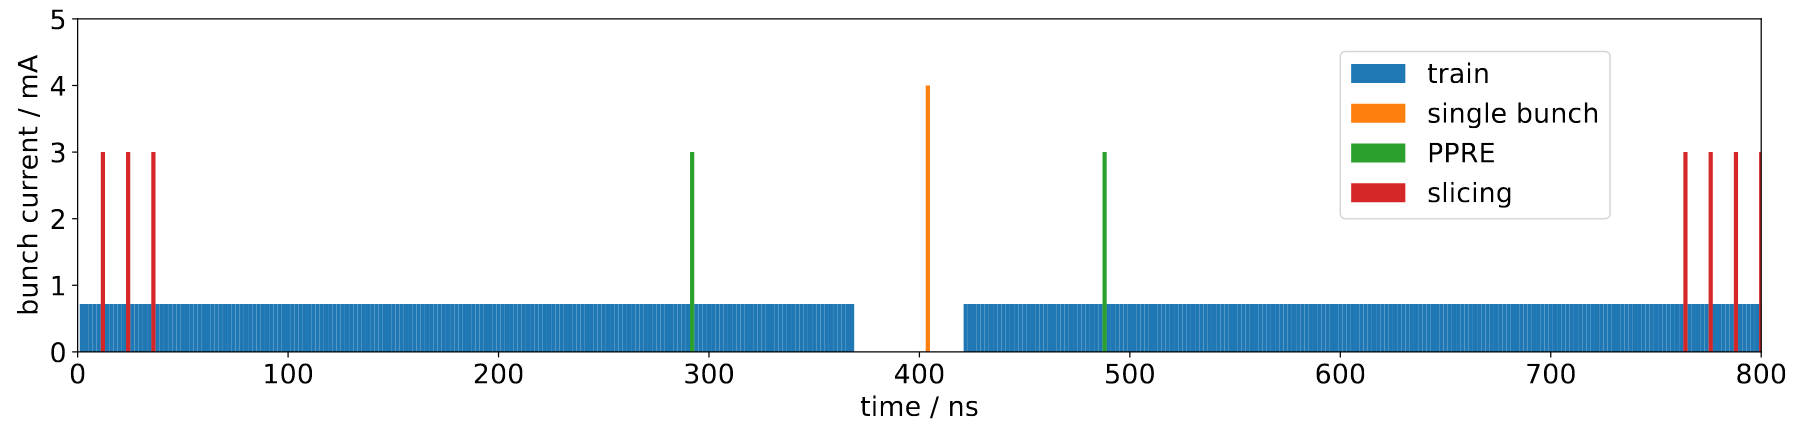 5
4
3
2
1
0
bunch current / mA
train
single bunch
PPRE
slicing
0 100 200 300 400 500 600 700 800
time / ns